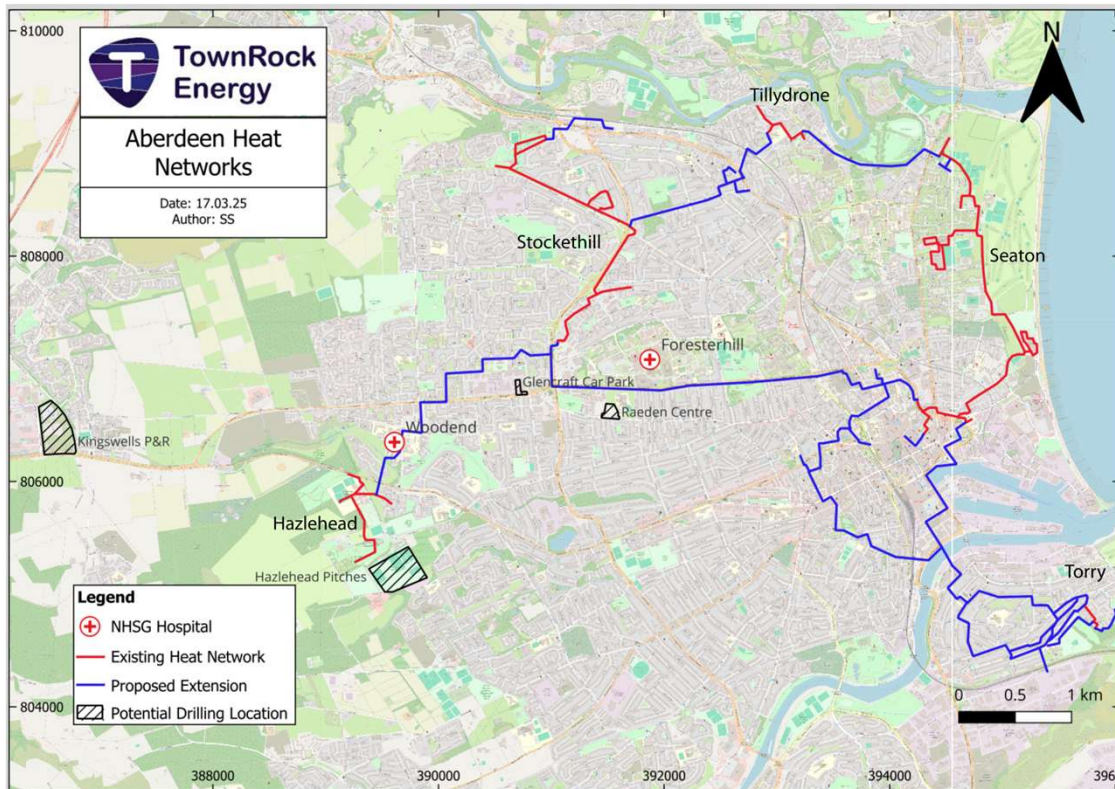 TownRock
Energy
Aberdeen Heat
Networks
Date: 17.03.25
Author: SS
N
810000
808000
806000
804000
388000
390000
392000
394000
Tillydrone
Stockethill
Seaton
Foresterhill
Glencraft Car Park
Raeden Centre
Kingswells P&R
Woodend
Hazlehead
Hazlehead Pitches
Torry
Legend
NHSG Hospital
Existing Heat Network
Proposed Extension
Potential Drilling Location
0 0.5 1 km